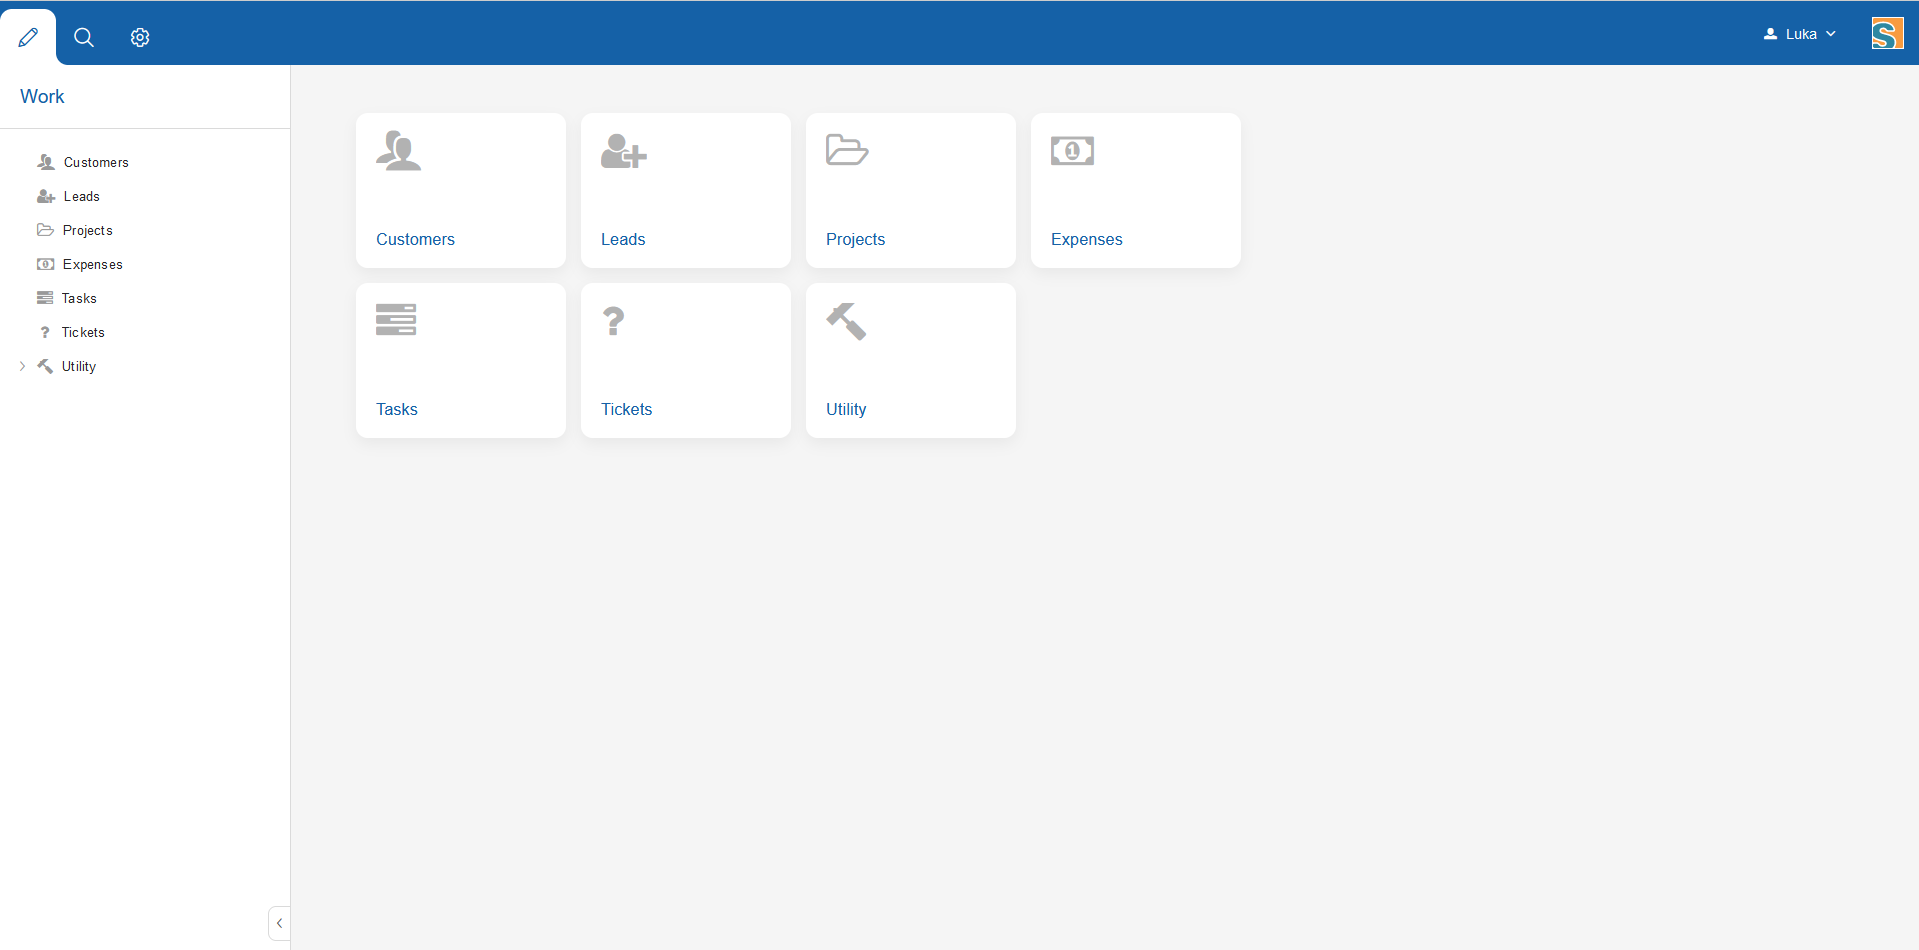 Luka
Work
Customers
Leads
Projects
Expenses
Tasks
Tickets
Utility
Customers
Leads
Projects
Expenses
Tasks
Tickets
Utility